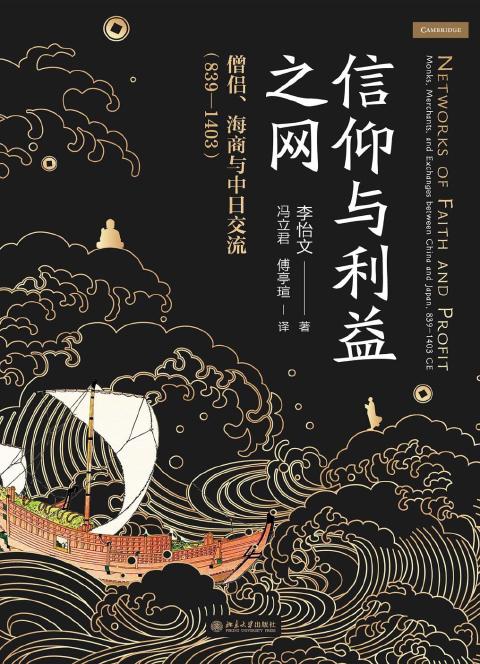 CAMBRIDGE
NETWORKS OF FAITH AND PROFIT
Monks, Merchants, and Exchanges between China and Japan, 839–1403 CE
信仰与利益
之网
僧侣、海商与中日交流
(839—1403)
李怡文——著
冯立君 傅亭瑄—译
北京大学出版社
PEKING UNIVERSITY PRESS